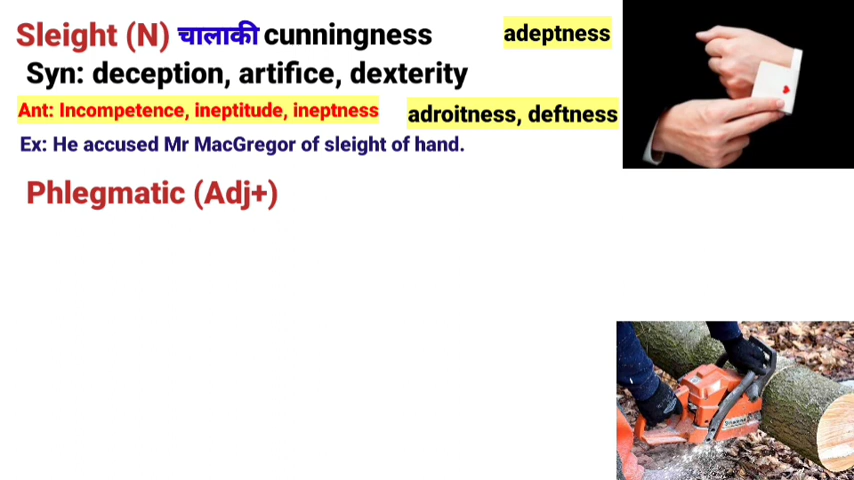 Sleight (N) चालाकी cunningness
adeptness
Syn: deception, artifice, dexterity
Ant: Incompetence, ineptitude, ineptness
adroitness, deftness
Ex: He accused Mr MacGregor of sleight of hand.
Phlegmatic (Adj+)